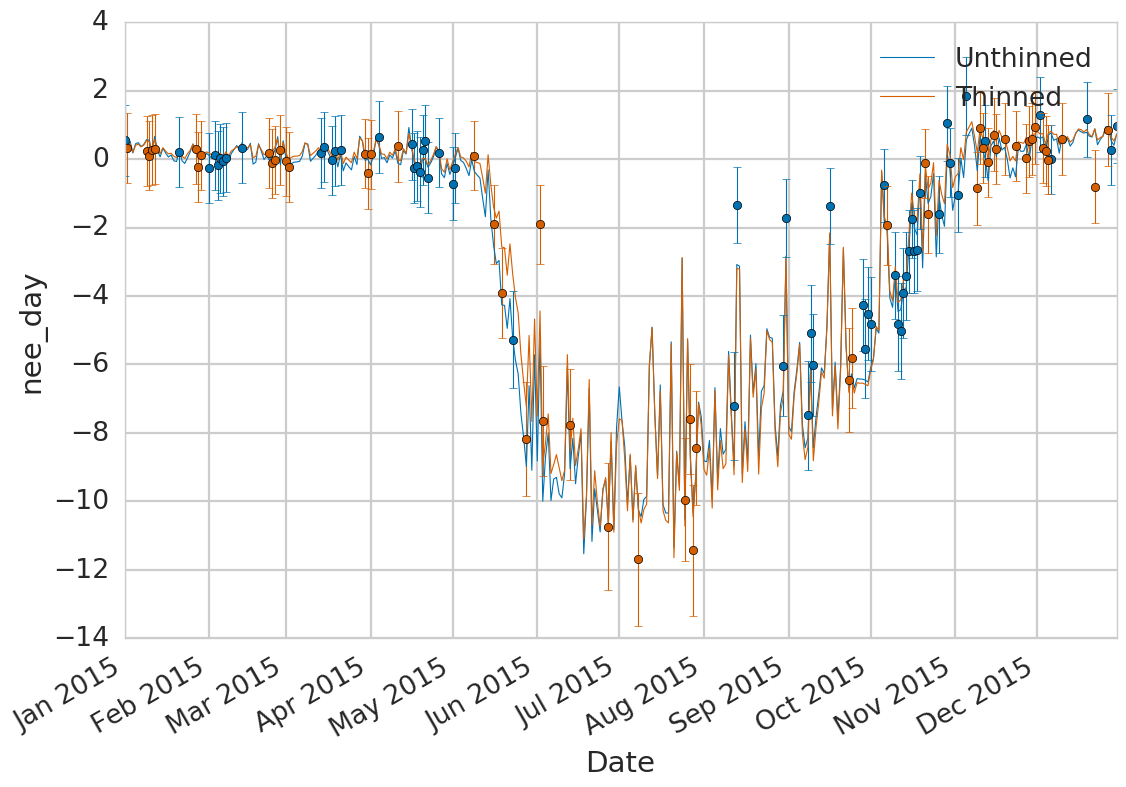 4
2
0
−2
−4
−6
−8
−10
−12
−14
nee_day
Unthinned
Thinned
Jan 2015
Feb 2015
Mar 2015
Apr 2015
May 2015
Jun 2015
Jul 2015
Aug 2015
Sep 2015
Oct 2015
Nov 2015
Dec 2015
Date